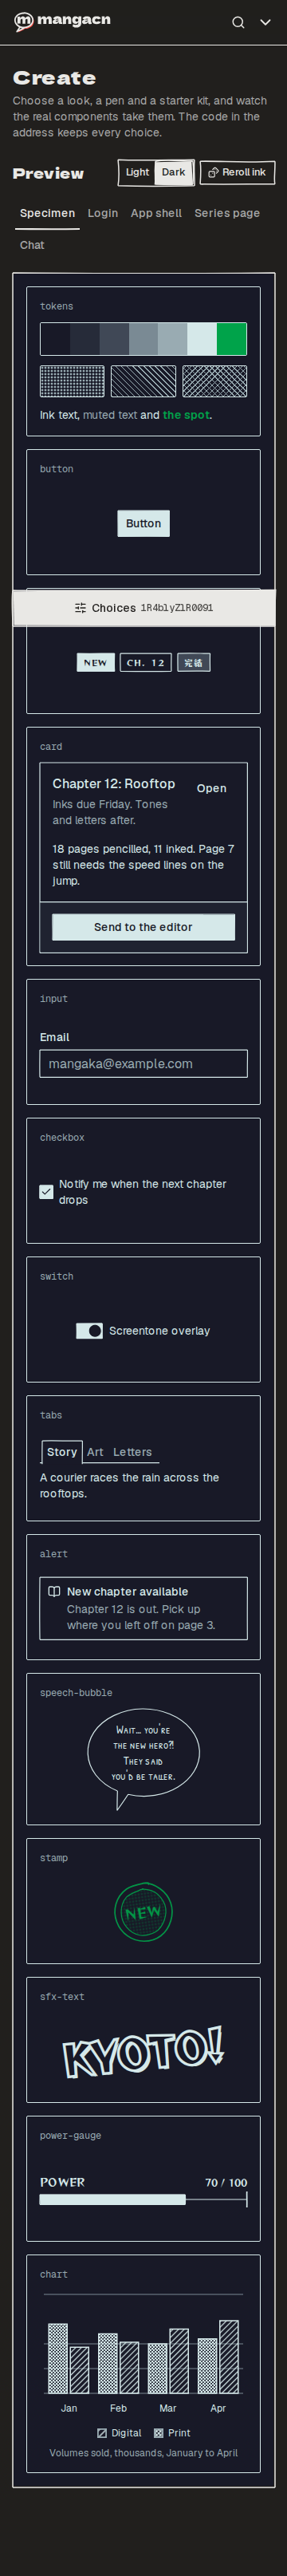 mangacn
Create
Choose a look, a pen and a starter kit, and watch
the real components take them. The code in the
address keeps every choice.
Preview
Light Dark
Reroll ink
Specimen Login App shell Series page
Chat
tokens
Ink text, muted text and the spot.
button
Button
Choices 1R4blyZlR0091
NEW CH. 12 完結
card
Chapter 12: Rooftop
Open
Inks due Friday. Tones
and letters after.
18 pages pencilled, 11 inked. Page 7
still needs the speed lines on the
jump.
Send to the editor
input
Email
mangaka@example.com
checkbox
Notify me when the next chapter
drops
switch
Screentone overlay
tabs
Story Art Letters
A courier races the rain across the
rooftops.
alert
New chapter available
Chapter 12 is out. Pick up
where you left off on page 3.
speech-bubble
Wait… you're
the new hero?!
They said
you'd be taller.
stamp
NEW
sfx-text
KYOTO!
power-gauge
POWER 70 / 100
chart
Jan Feb Mar Apr
Digital Print
Volumes sold, thousands, January to April